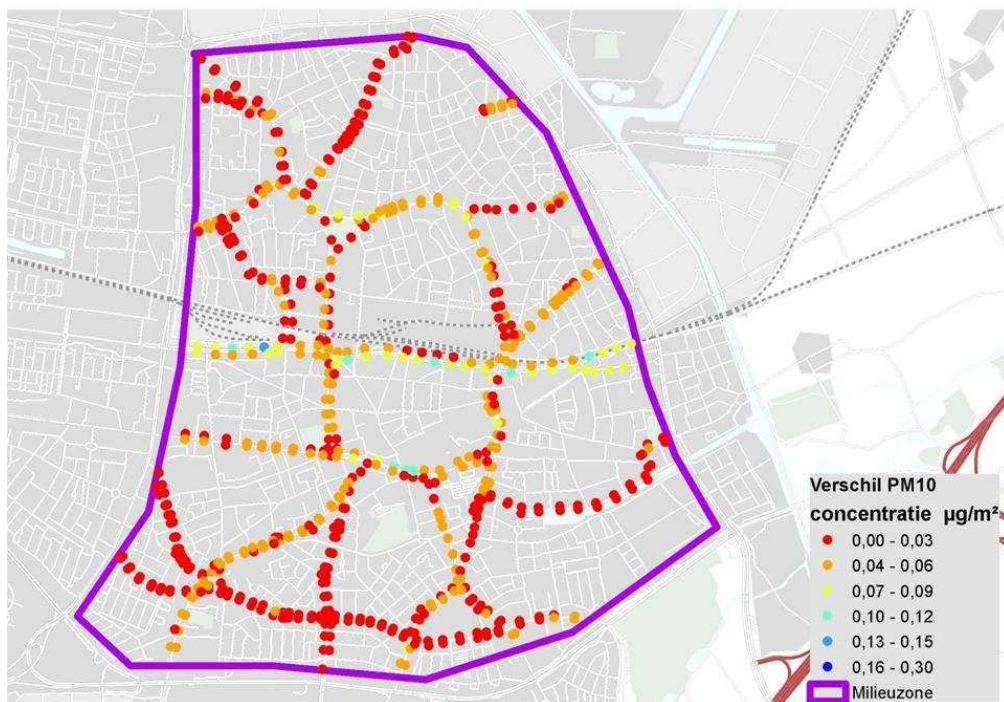 Verschil PM10
concentratie µg/m²
0,00 - 0,03
0,04 - 0,06
0,07 - 0,09
0,10 - 0,12
0,13 - 0,15
0,16 - 0,30
Milieuzone